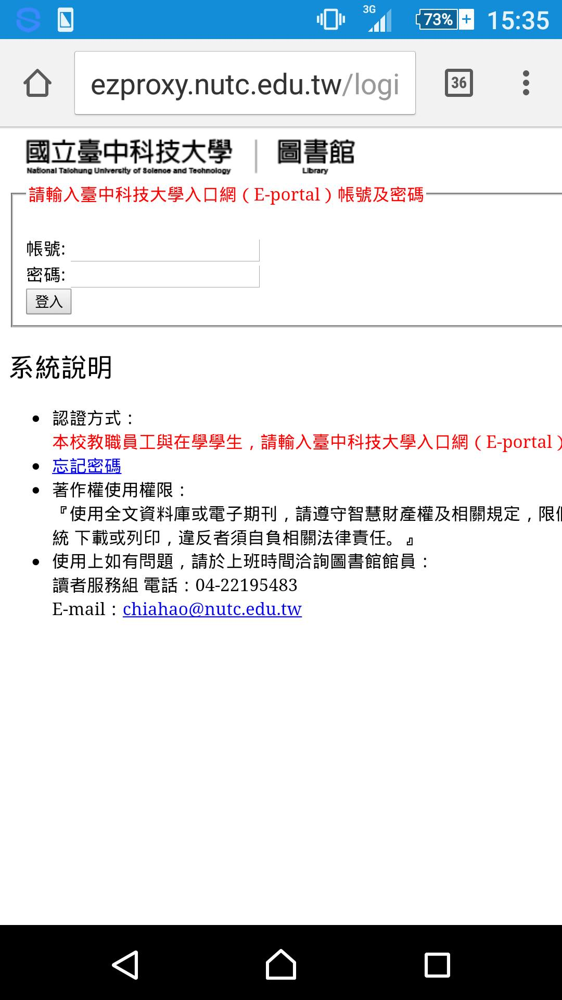 3G
73%
15:35
ezproxy.nutc.edu.tw/logi
36
國立臺中科技大學
圖書館
National Taichung University of Science and Technology
Library
請輸入臺中科技大學入口網(E-portal)帳號及密碼
帳號:
密碼:
登入
系統說明
認證方式:
本校教職員工與在學學生,請輸入臺中科技大學入口網(E-portal)
忘記密碼
著作權使用權限:
『使用全文資料庫或電子期刊,請遵守智慧財產權及相關規定,限
統 下載或列印,違反者須自負相關法律責任。』
使用上如有問題,請於上班時間洽詢圖書館館員:
讀者服務組 電話:04-22195483
E-mail:chiahao@nutc.edu.tw